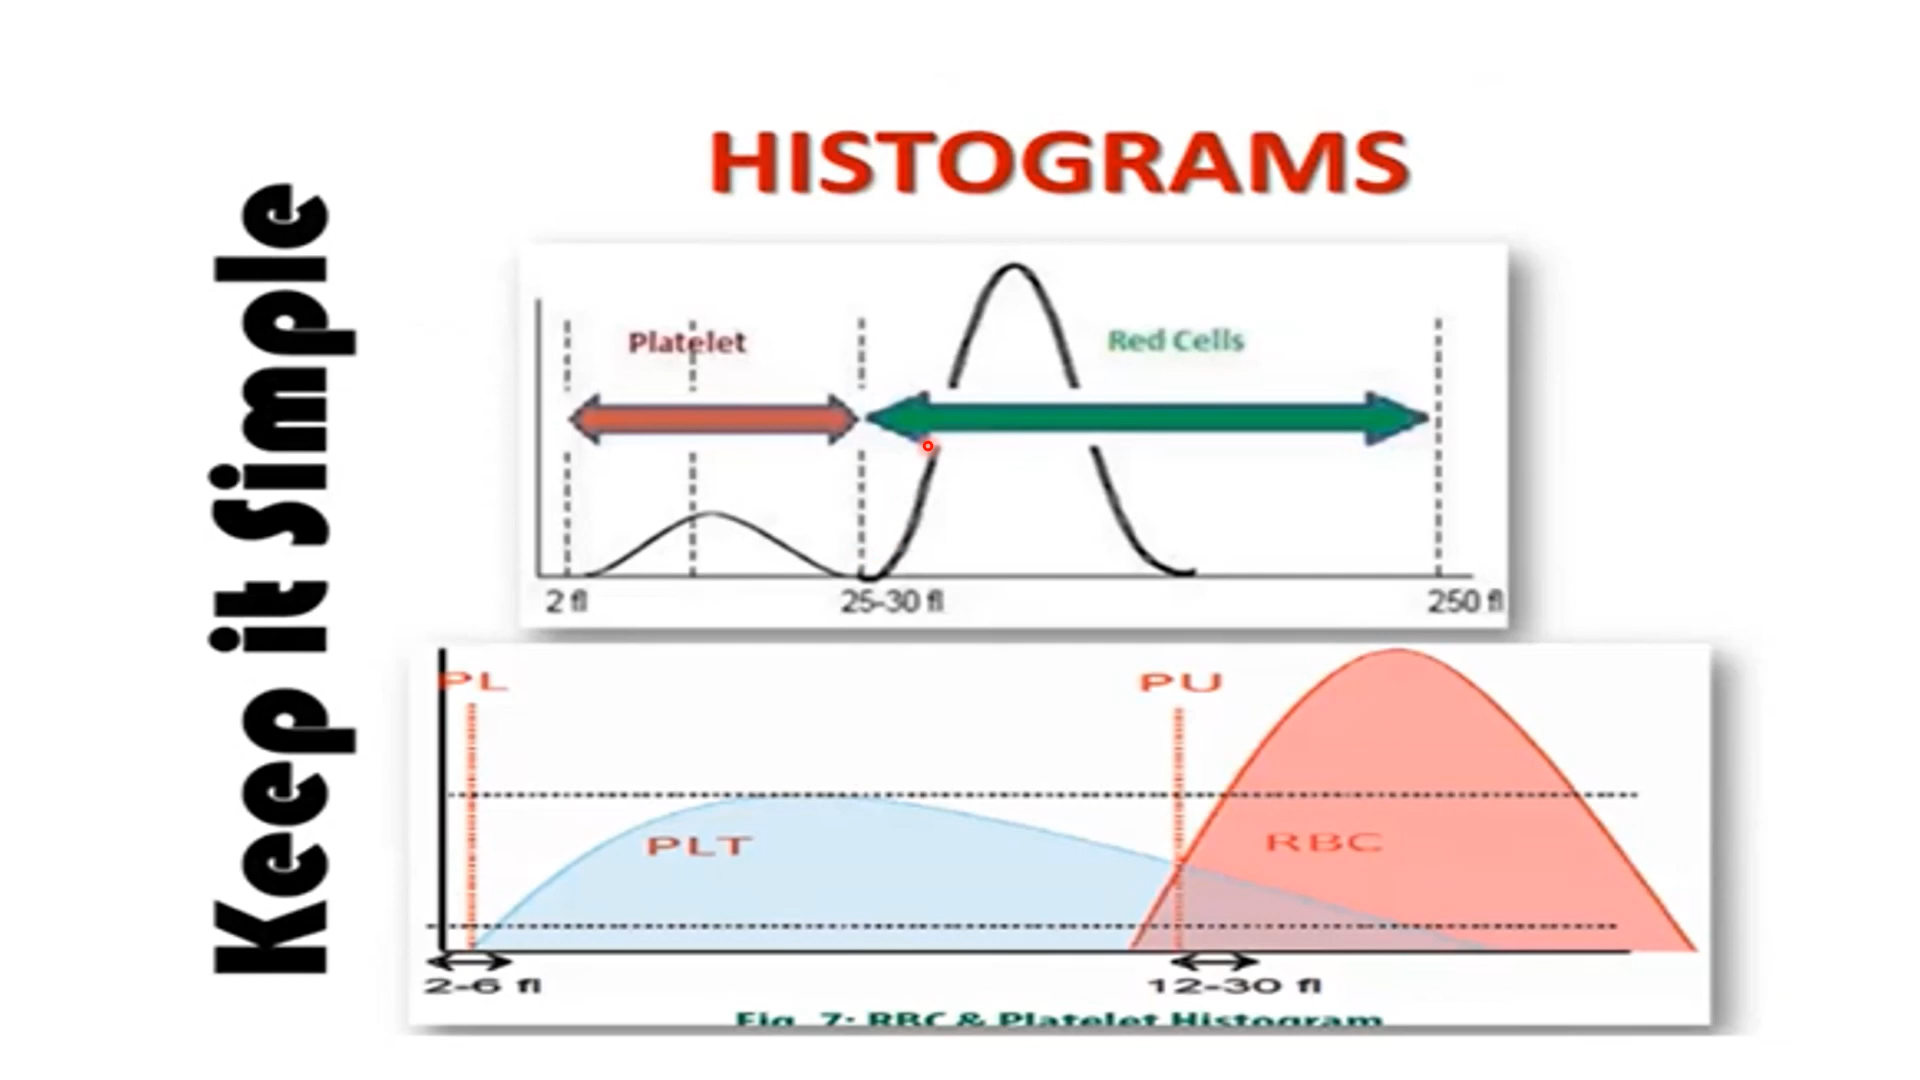 Keep it Simple
HISTOGRAMS
Platelet
Red Cells
2 fl
25-30 fl
250 fl
PL
PU
PLT
RBC
2-6 fl
12-30 fl
Fig. 7: RBC & Platelet Histogram